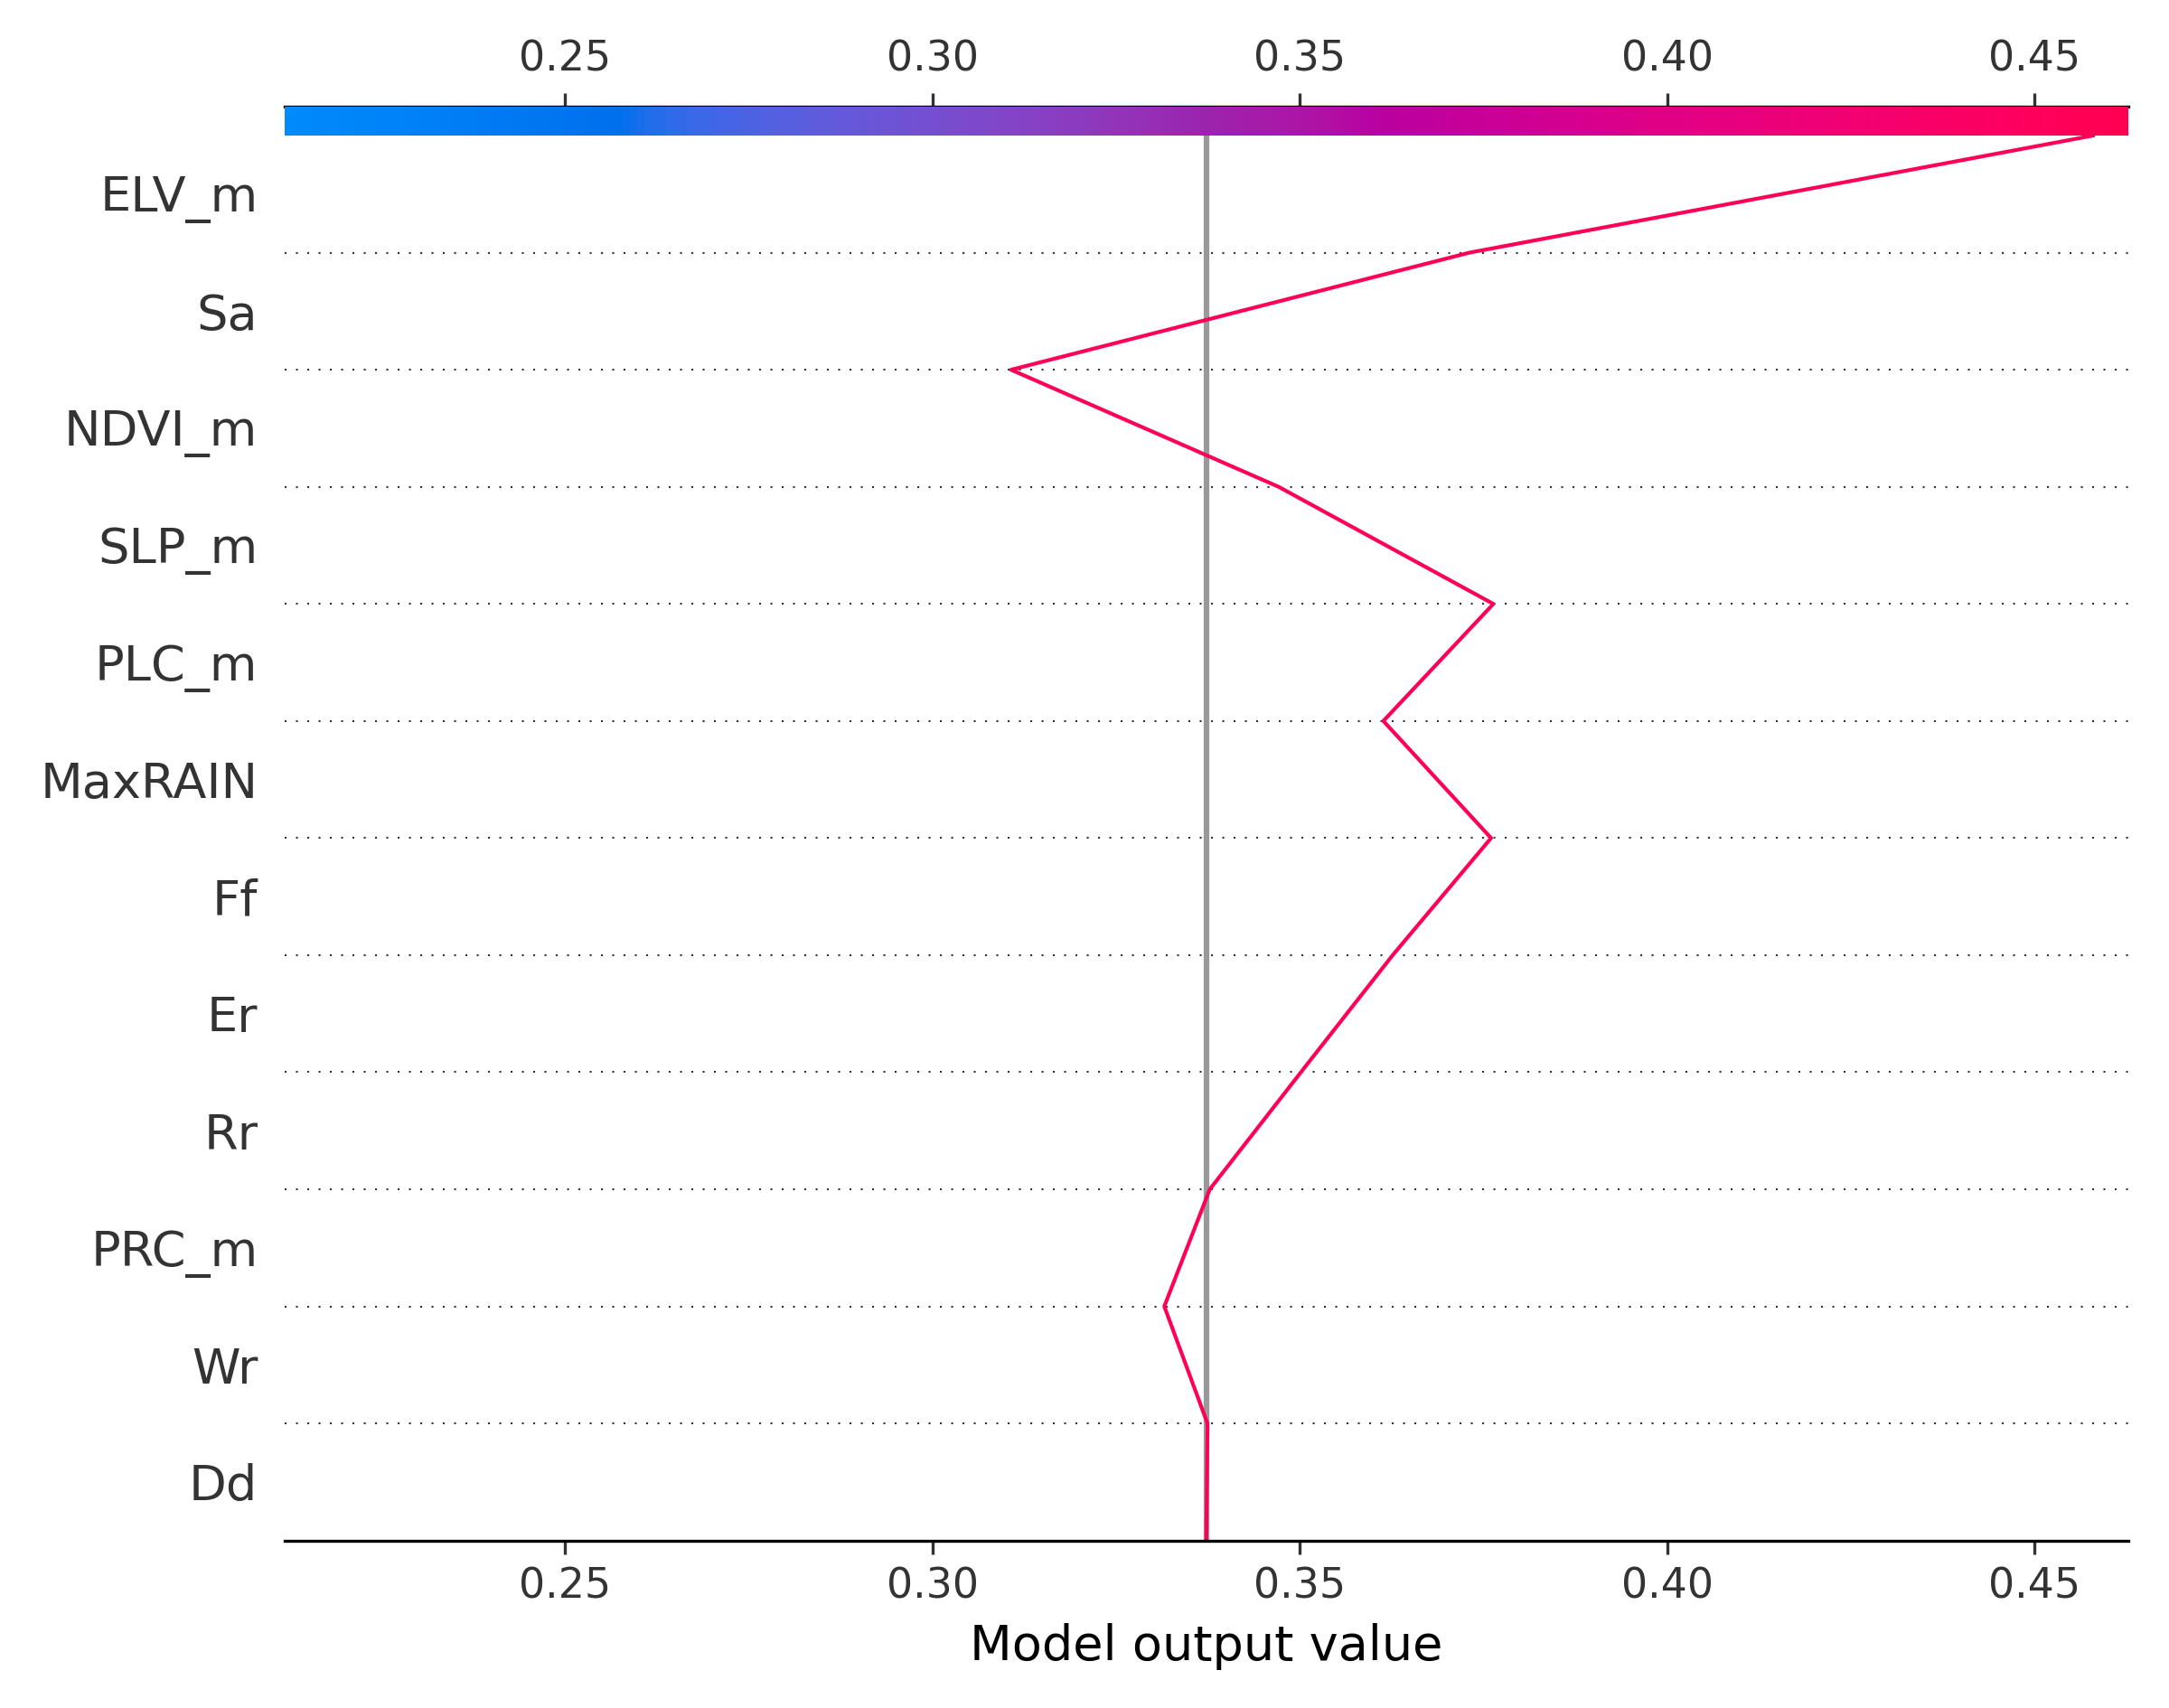 0.25 0.30 0.35 0.40 0.45
ELV_m
Sa
NDVI_m
SLP_m
PLC_m
MaxRAIN
Ff
Er
Rr
PRC_m
Wr
Dd
0.25 0.30 0.35 0.40 0.45
Model output value